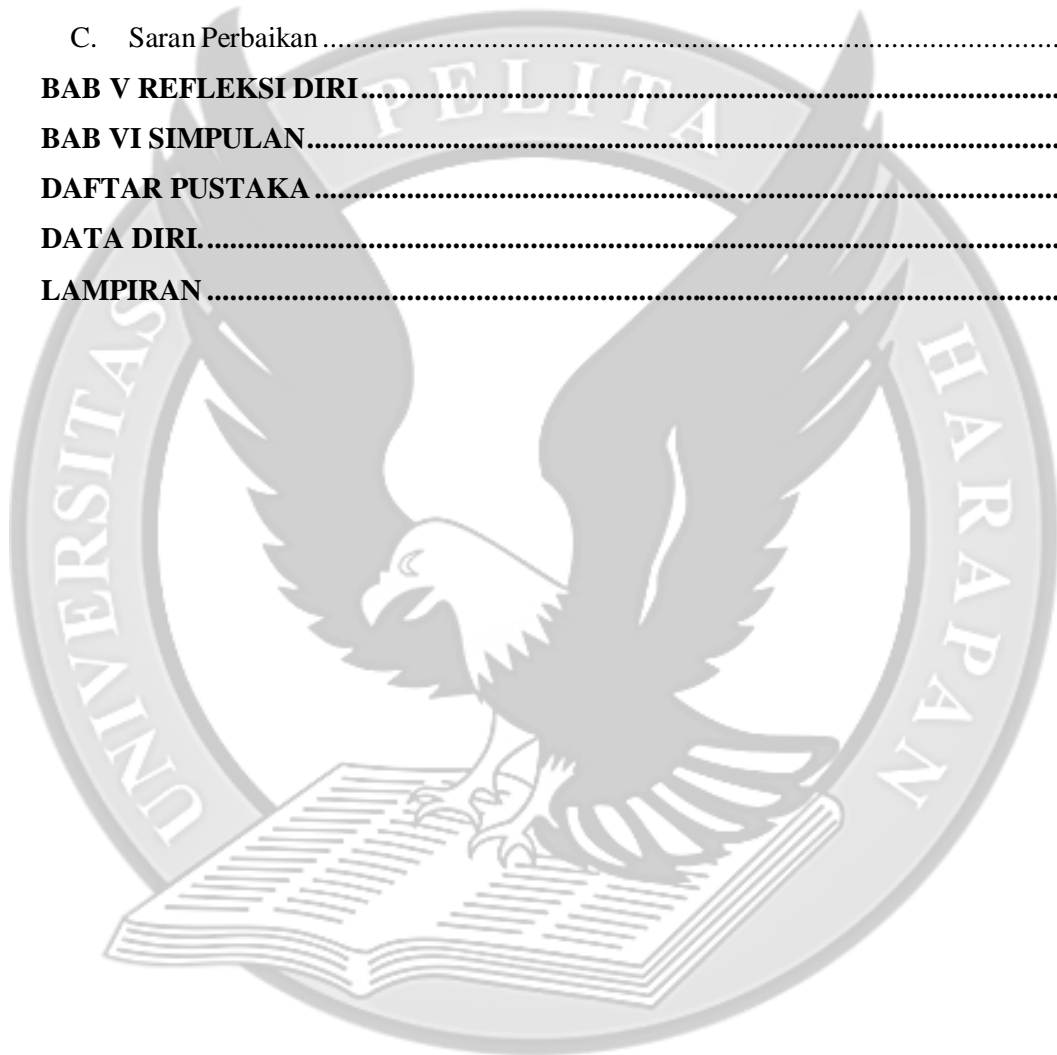 C. Saran Perbaikan ........................................................................................................
BAB V REFLEKSI DIRI........................................................................................................
BAB VI SIMPULAN........................................................................................................
DAFTAR PUSTAKA ........................................................................................................
DATA DIRI.........................................................................................................
LAMPIRAN ........................................................................................................
UNIVERSITAS PELITA HARAPAN